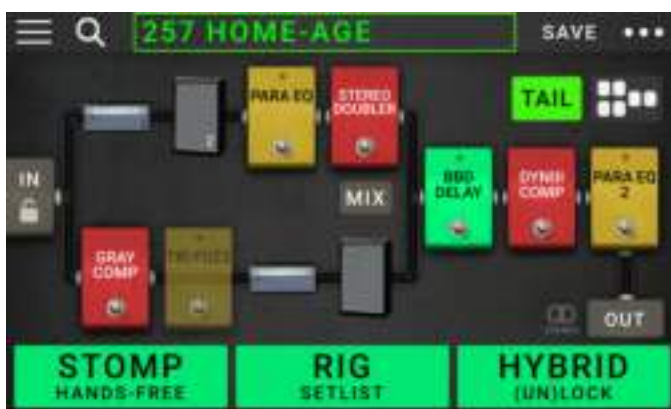 257 HOME-AGE
SAVE
PARA EQ
STEREO
DOUBLER
TAIL
IN
MIX
BBD
DELAY
DYN
COMP
PARA EQ
2
GRAY
COMP
OUT
STOMP
HANDS-FREE
RIG
SETLIST
HYBRID
(UN)LOCK